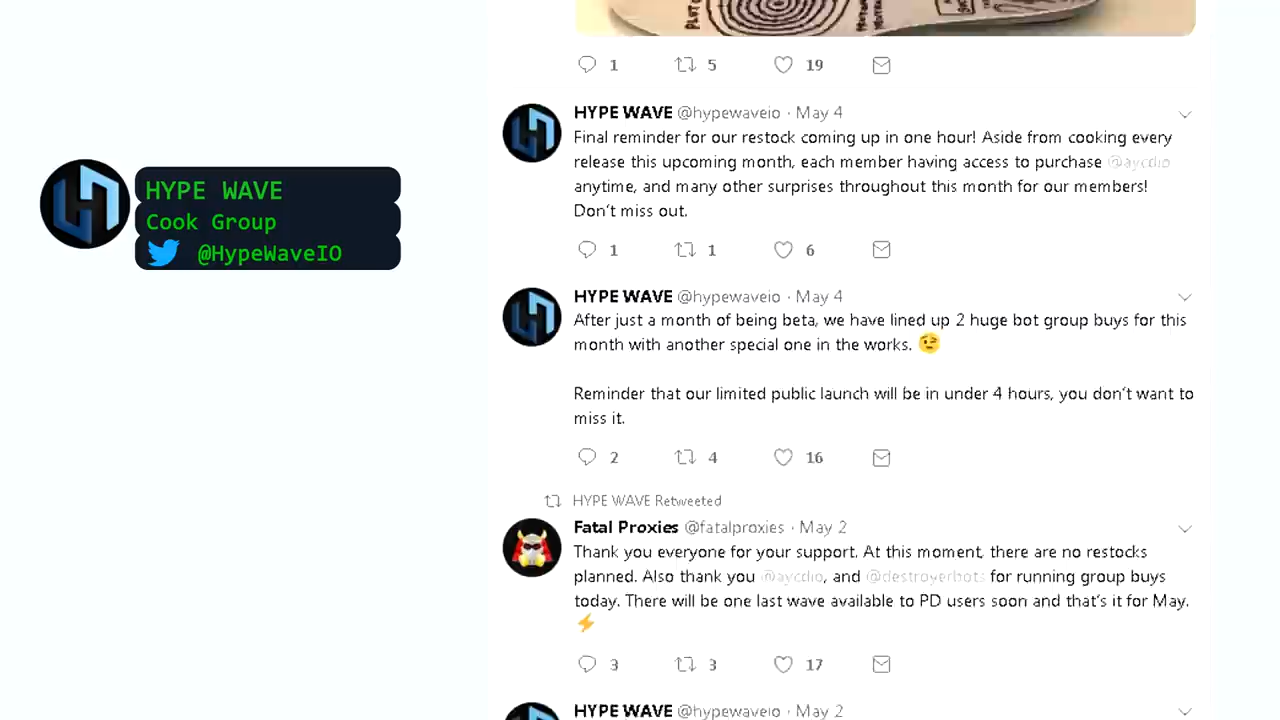 PLUT
1 5 19
HYPE WAVE @hypewaveio · May 4
Final reminder for our restock coming up in one hour! Aside from cooking every
release this upcoming month, each member having access to purchase @aycdio
anytime, and many other surprises throughout this month for our members!
Don't miss out.
1 1 6
HYPE WAVE
Cook Group
@HypeWaveIO
HYPE WAVE @hypewaveio · May 4
After just a month of being beta, we have lined up 2 huge bot group buys for this
month with another special one in the works. 🤨
Reminder that our limited public launch will be in under 4 hours, you don't want to
miss it.
2 4 16
HYPE WAVE Retweeted
Fatal Proxies @fatalproxies · May 2
Thank you everyone for your support. At this moment, there are no restocks
planned. Also thank you @aycdio, and @destroyerbots for running group buys
today. There will be one last wave available to PD users soon and that's it for May.
⚡
3 3 17
HYPE WAVE @hypewaveio · May 2